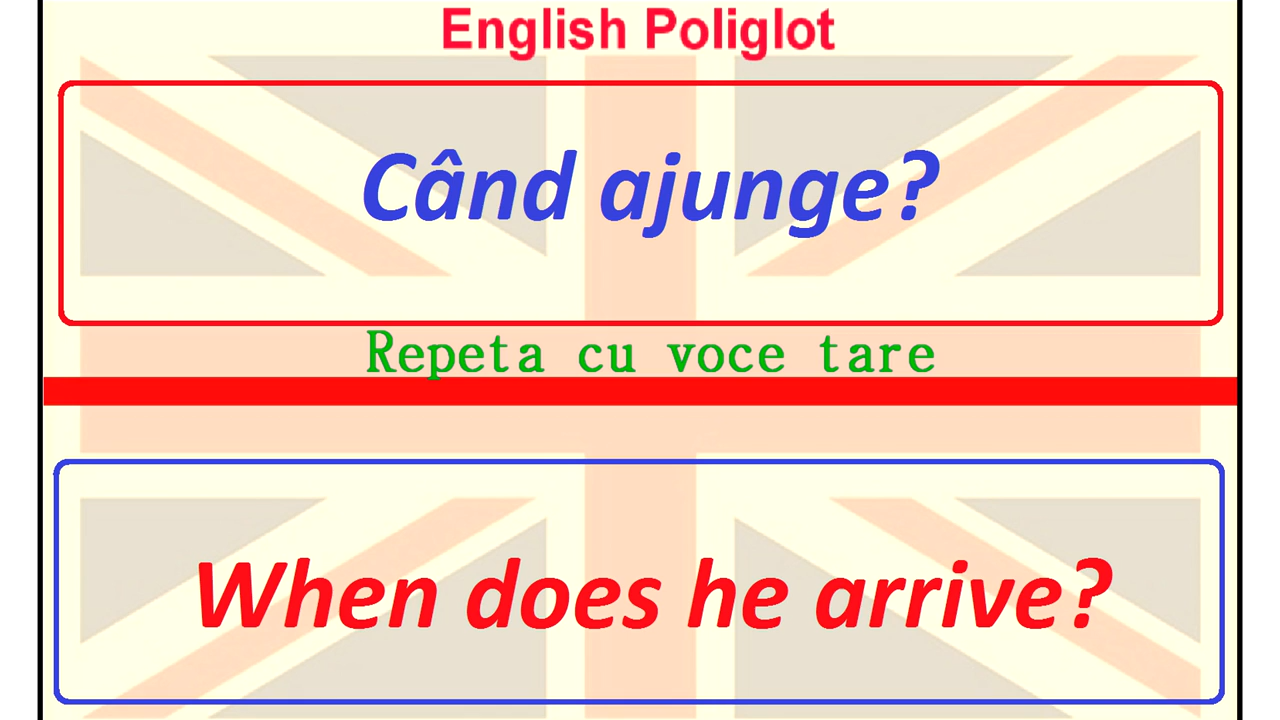 English Poliglot
Când ajunge?
Repeta cu voce tare
When does he arrive?